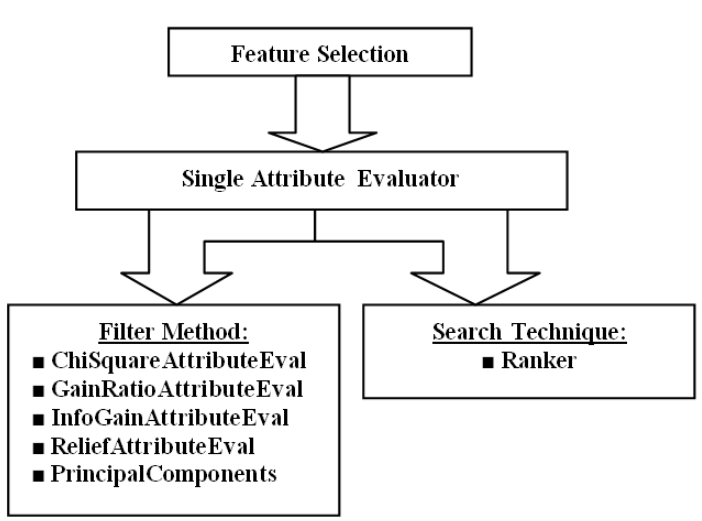 Feature Selection
Single Attribute Evaluator
Filter Method:
■ ChiSquareAttributeEval
■ GainRatioAttributeEval
■ InfoGainAttributeEval
■ ReliefAttributeEval
■ PrincipalComponents
Search Technique:
■ Ranker